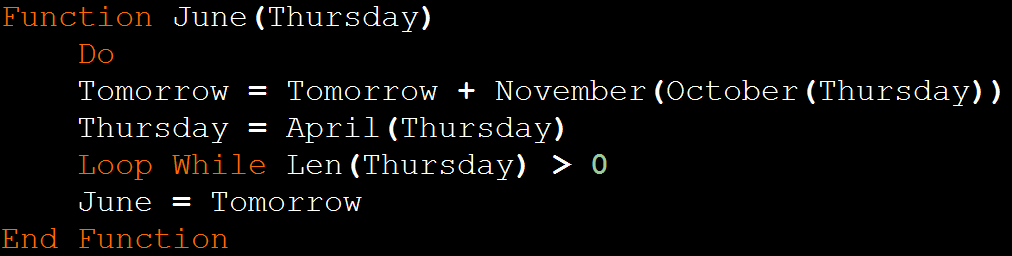 Function June(Thursday)
Do
Tomorrow = Tomorrow + November(October(Thursday))
Thursday = April(Thursday)
Loop While Len(Thursday) > 0
June = Tomorrow
End Function